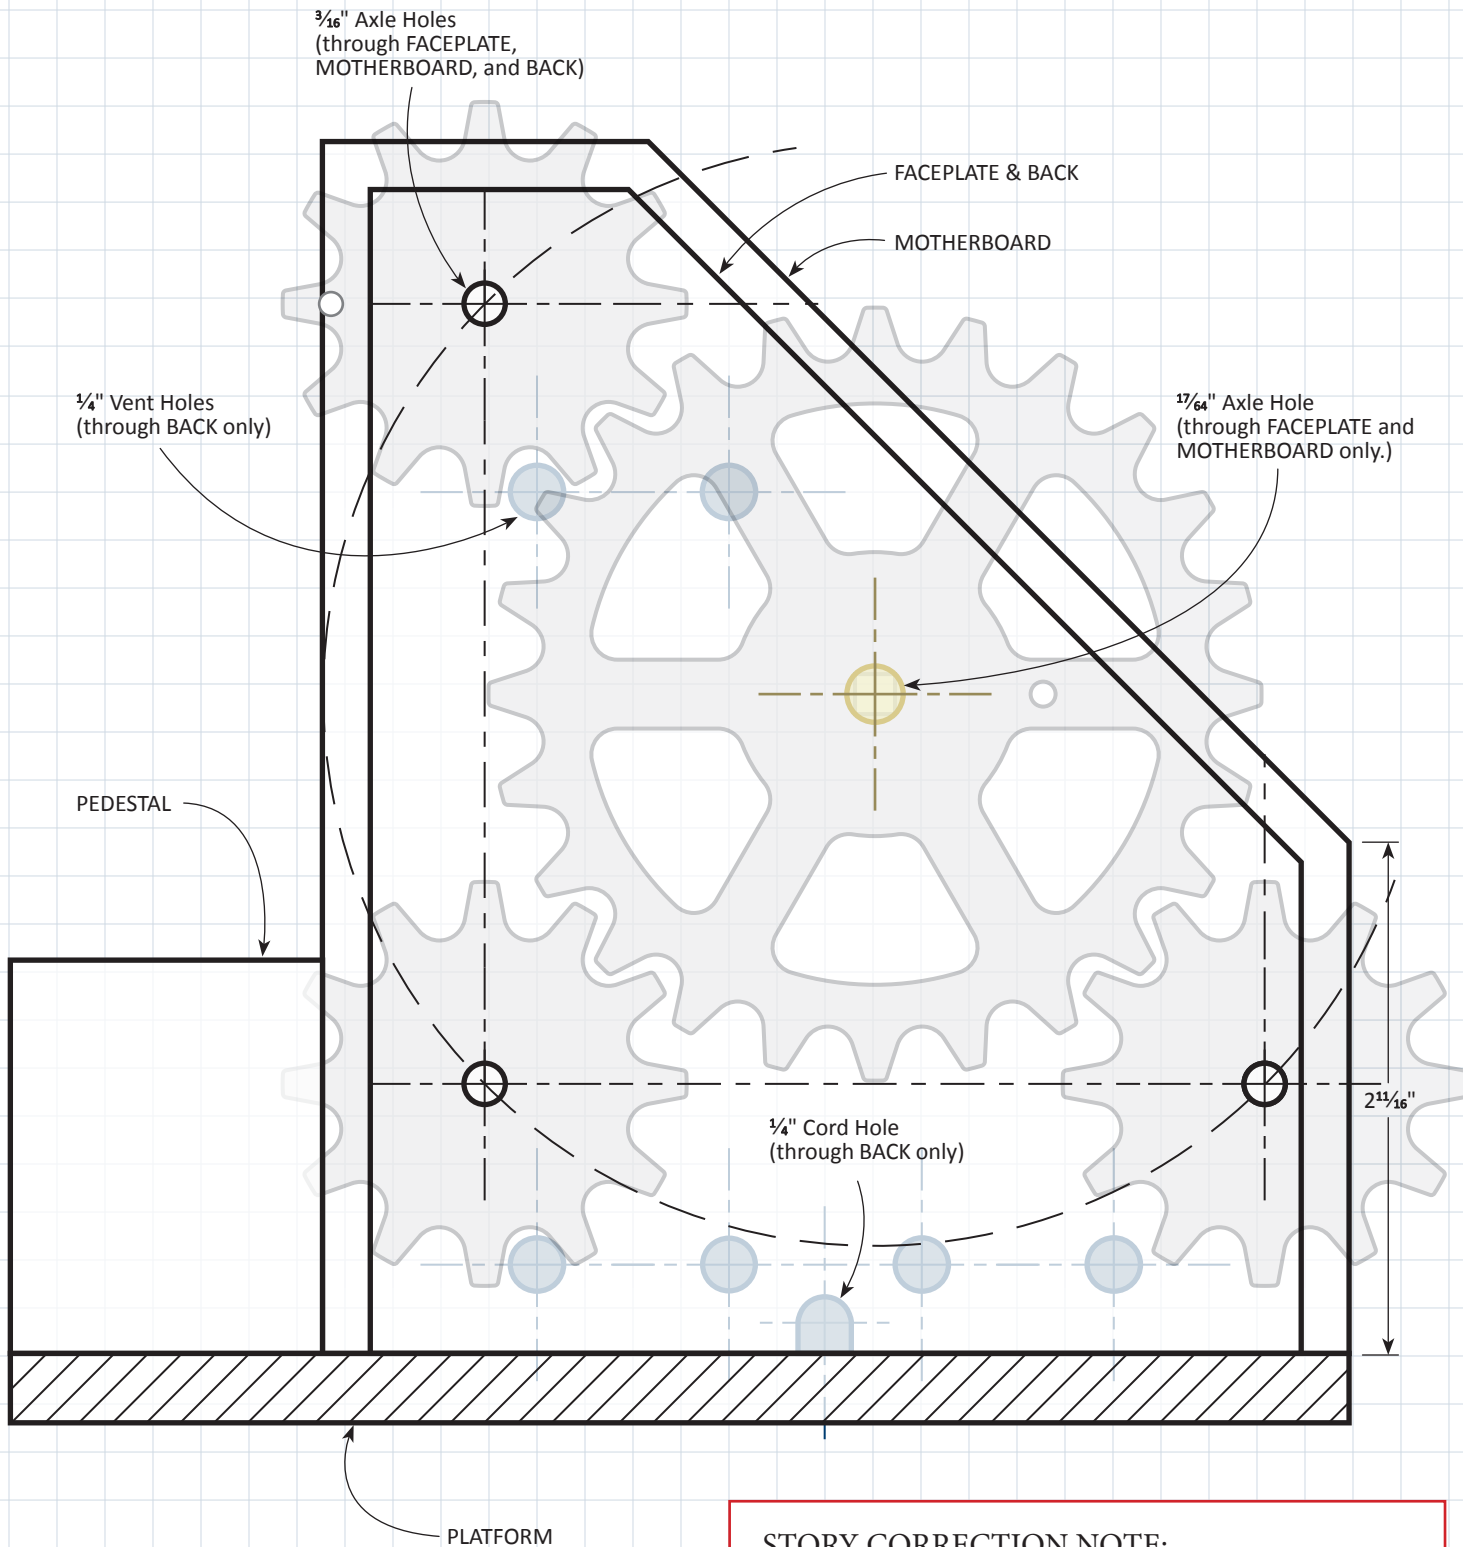 ³⁄₁₆" Axle Holes
(through FACEPLATE,
MOTHERBOARD, and BACK)
FACEPLATE & BACK
MOTHERBOARD
¼" Vent Holes
(through BACK only)
¹⁷⁄₆₄" Axle Hole
(through FACEPLATE and
MOTHERBOARD only.)
PEDESTAL
2¹¹⁄₁₆"
¼" Cord Hole
(through BACK only)
PLATFORM
STORY CORRECTION NOTE: